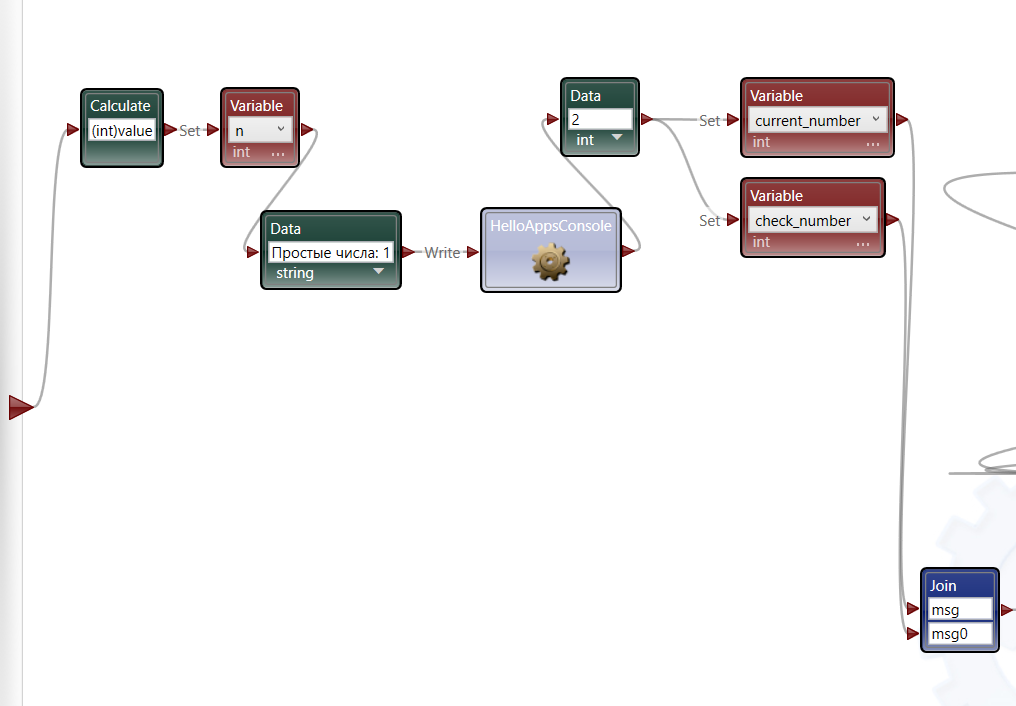 Calculate
(int)value
Set
Variable
n
int
...
Data
Простые числа: 1
string
Write
HelloAppsConsole
Data
2
int
Set
Variable
current_number
int
...
Set
Variable
check_number
int
...
Join
msg
msg0